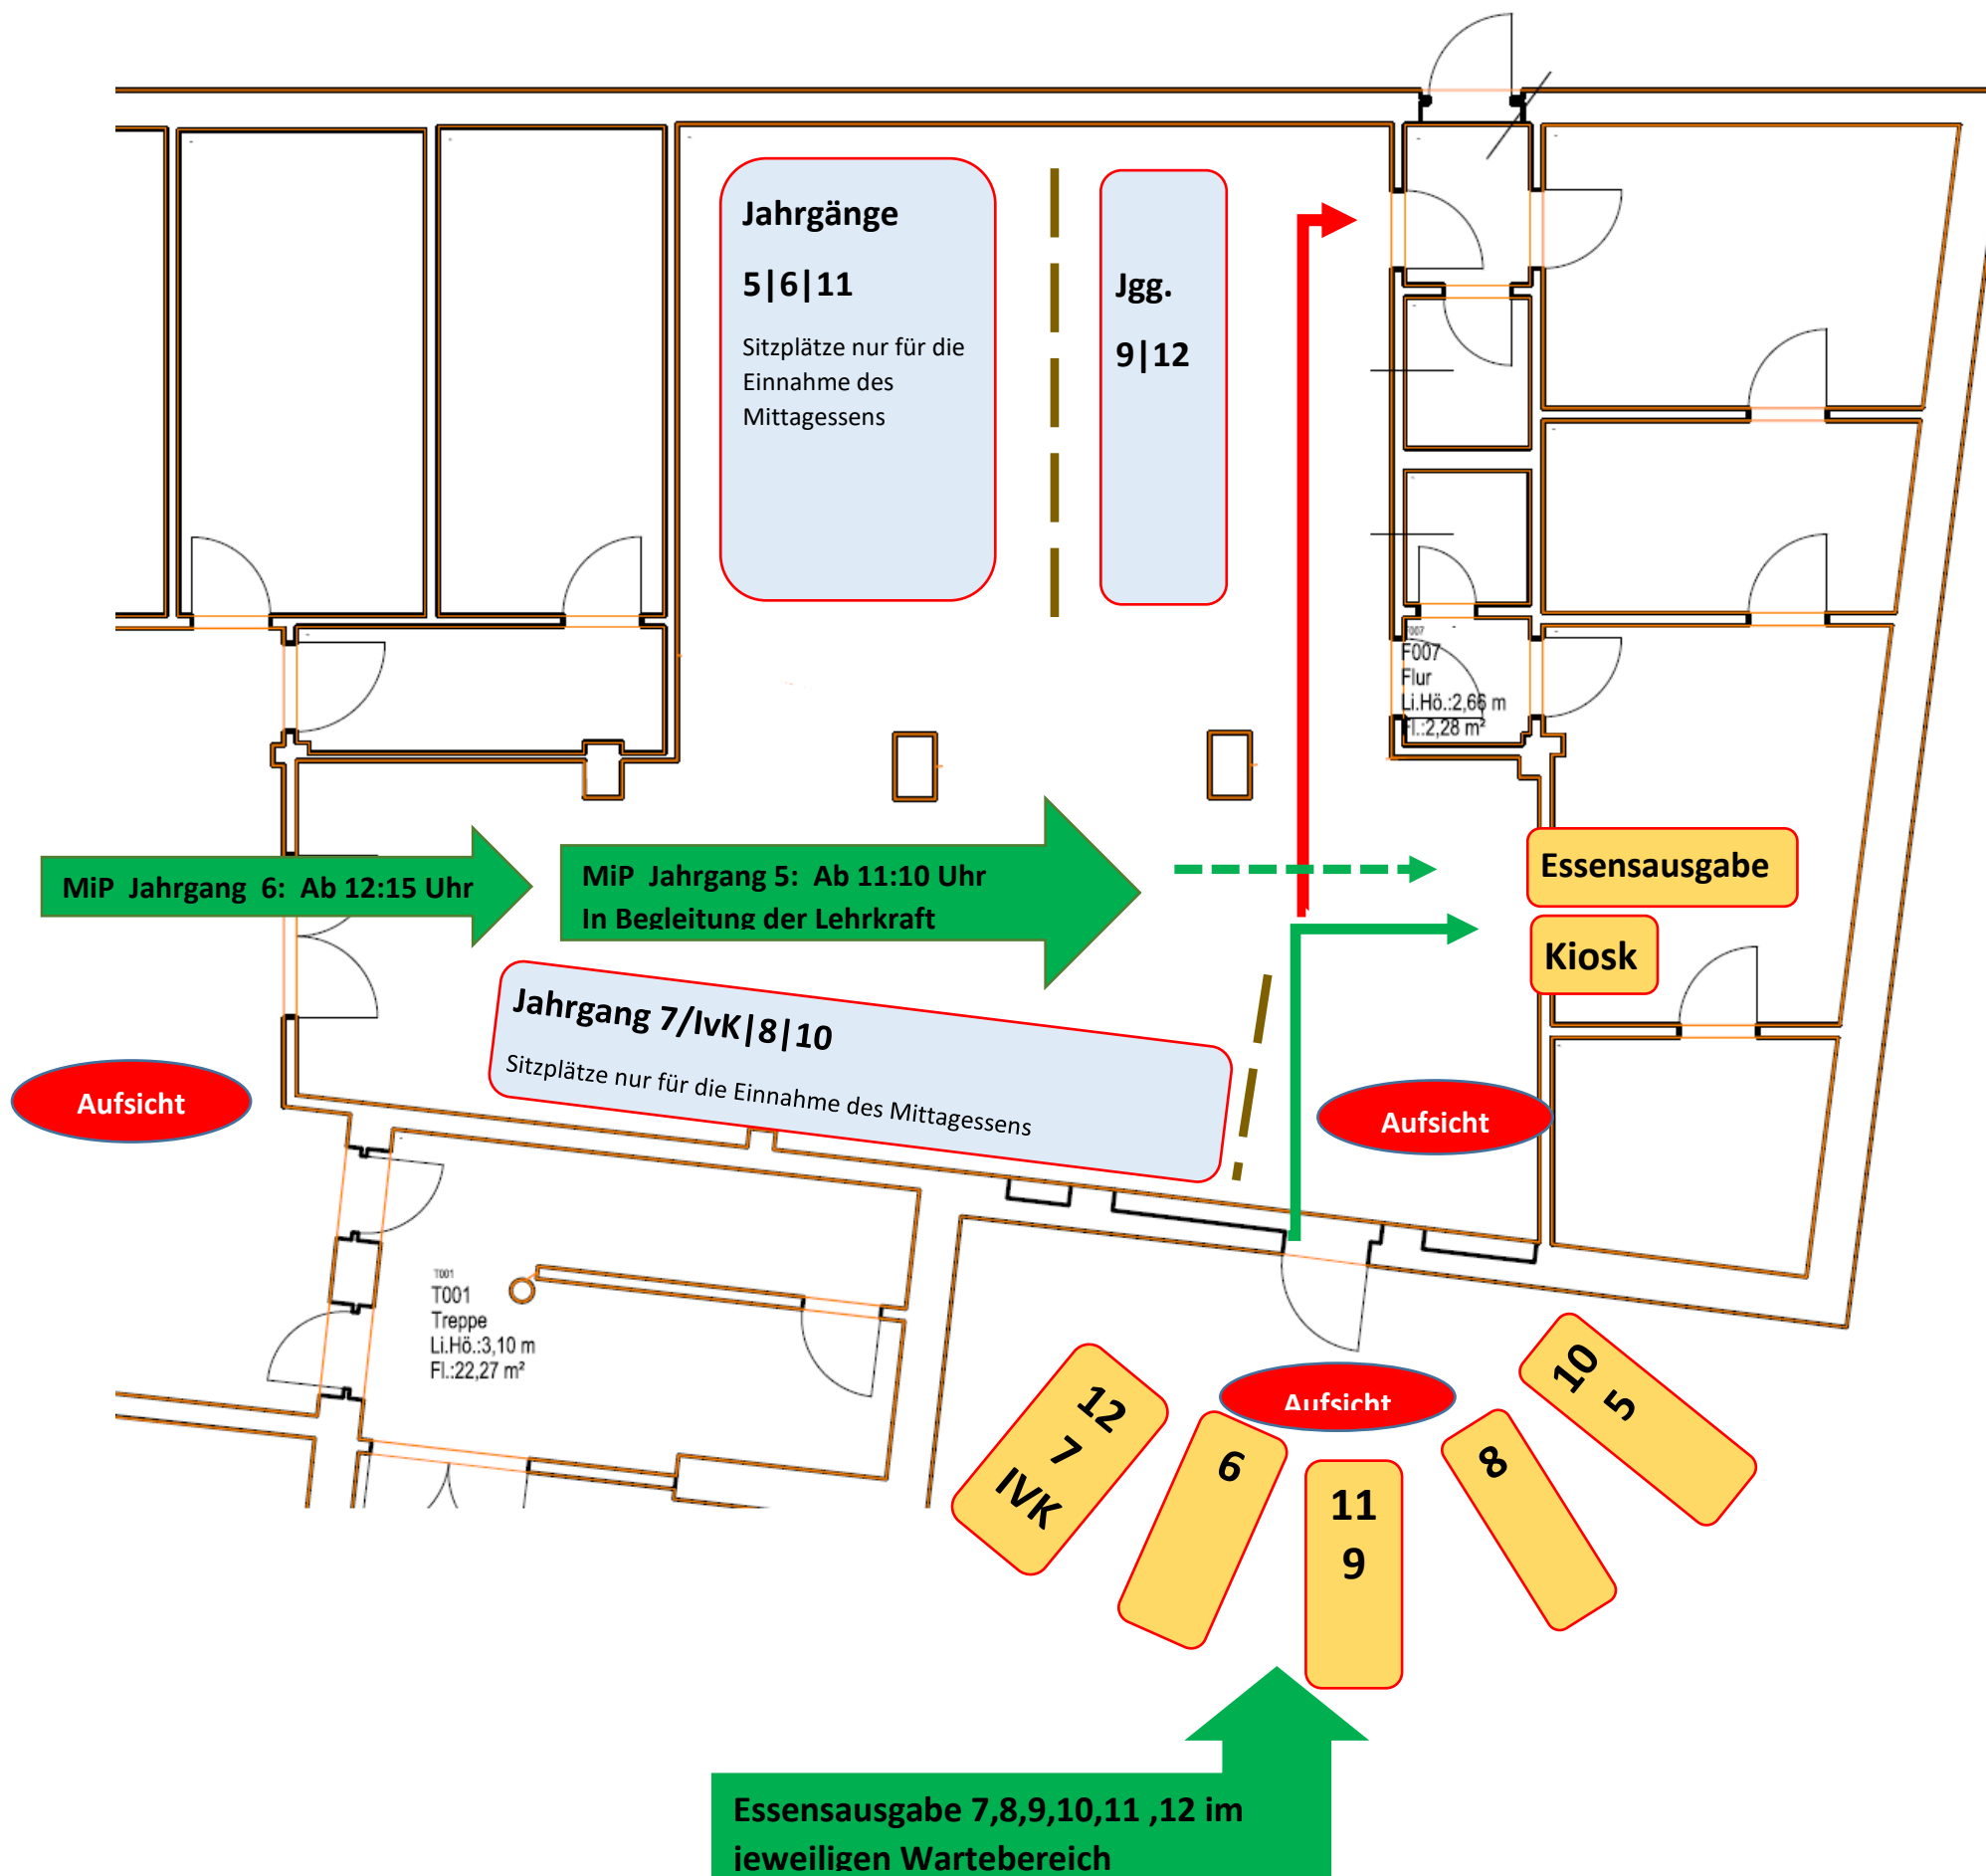 Jahrgänge
5|6|11
Sitzplätze nur für die
Einnahme des
Mittagessens
Jgg.
9|12
F007
F007
Flur
Li.Hö.:2,66 m
Fl.:2,28 m²
MiP Jahrgang 6: Ab 12:15 Uhr
MiP Jahrgang 5: Ab 11:10 Uhr
In Begleitung der Lehrkraft
Essensausgabe
Kiosk
Jahrgang 7/IvK|8|10
Sitzplätze nur für die Einnahme des Mittagessens
Aufsicht
Aufsicht
T001
T001
Treppe
Li.Hö.:3,10 m
Fl.:22,27 m²
Aufsicht
12
7
IVK
6
11
9
8
10
5
Essensausgabe 7,8,9,10,11 ,12 im
jeweiligen Wartebereich